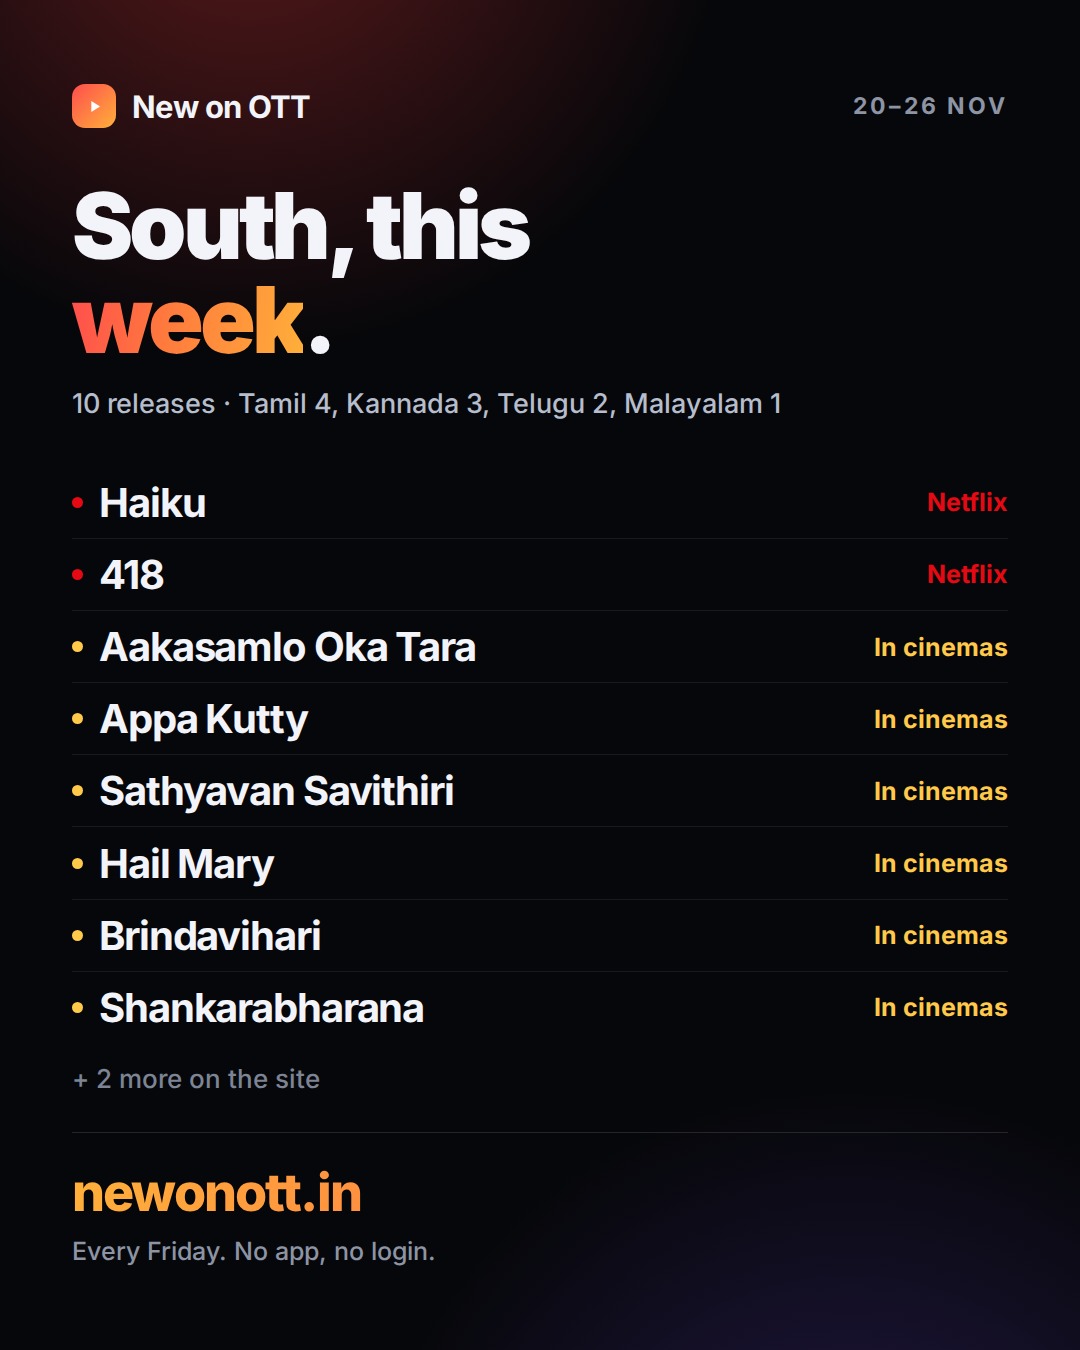 New on OTT
20–26 NOV
South, this
week.
10 releases · Tamil 4, Kannada 3, Telugu 2, Malayalam 1
Haiku Netflix
418 Netflix
Aakasamlo Oka Tara In cinemas
Appa Kutty In cinemas
Sathyavan Savithiri In cinemas
Hail Mary In cinemas
Brindavihari In cinemas
Shankarabharana In cinemas
+ 2 more on the site
newonott.in
Every Friday. No app, no login.